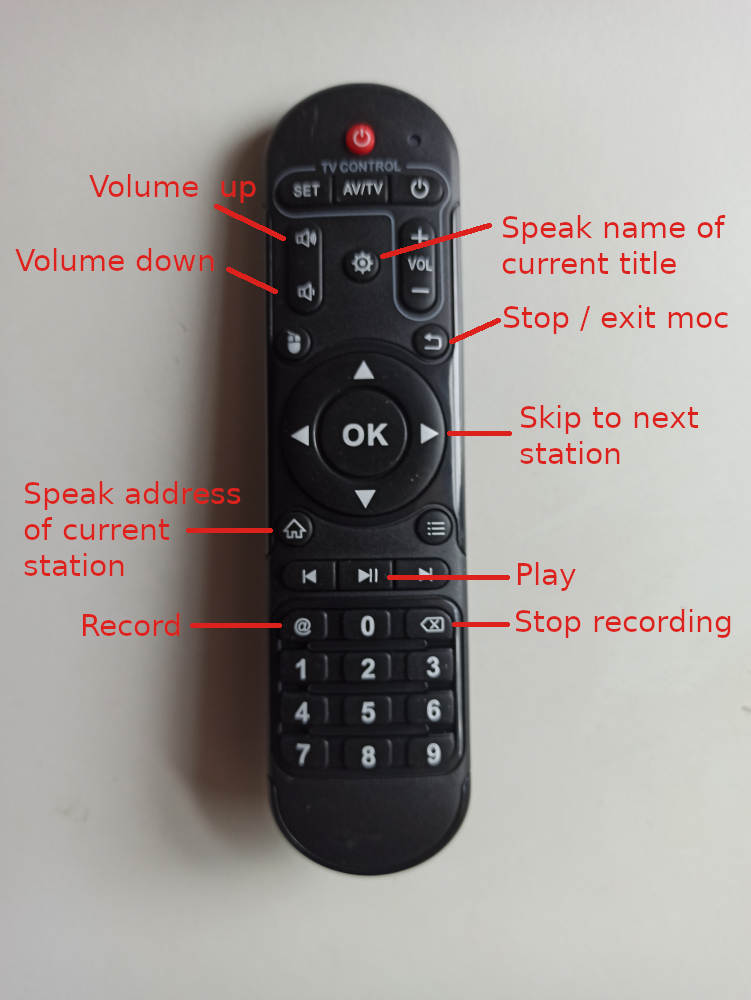 TV CONTROL
SET AV/TV
Volume up
Speak name of
current title
VOL
Volume down
Stop / exit moc
OK
Skip to next
station
Speak address
of current
station
Play
Record
@ 0
Stop recording
1 2 3
4 5 6
7 8 9